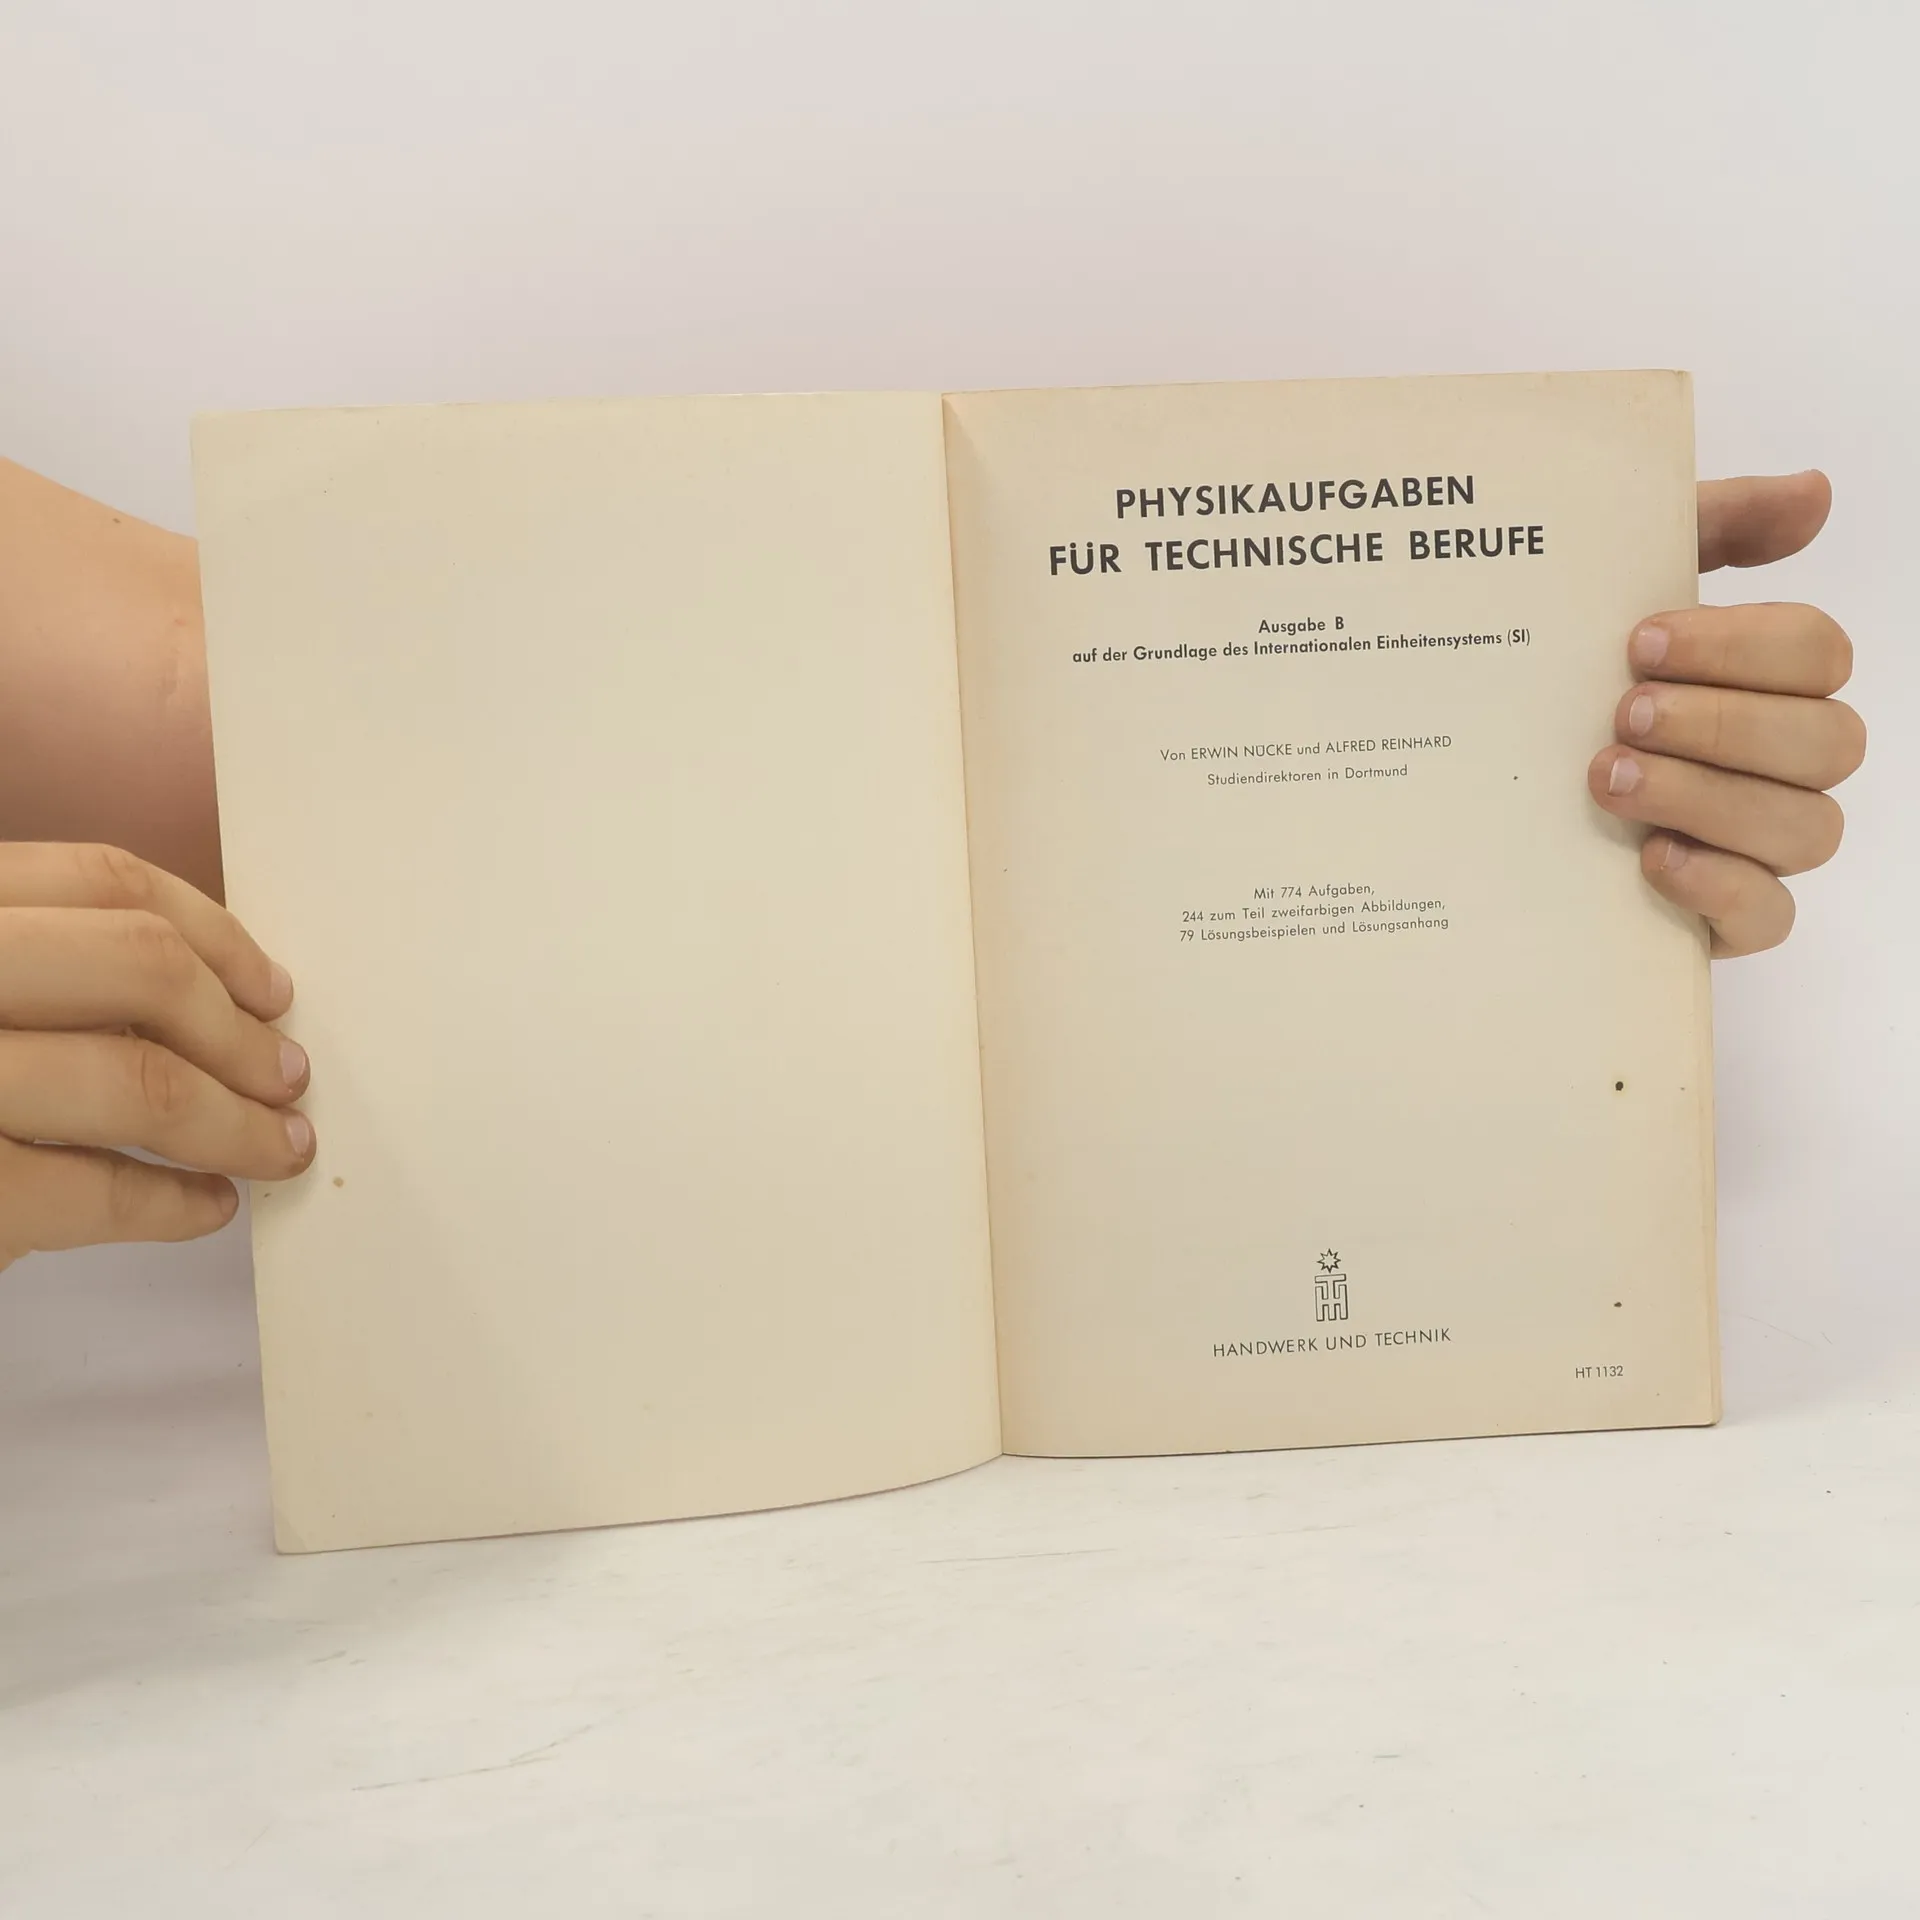 PHYSIKAUFGABEN
FÜR TECHNISCHE BERUFE
Ausgabe B
auf der Grundlage des Internationalen Einheitensystems (SI)
Von ERWIN NÜCKE und ALFRED REINHARD
Studiendirektoren in Dortmund
Mit 774 Aufgaben,
244 zum Teil zweifarbigen Abbildungen,
79 Lösungsbeispielen und Lösungsanhang
HT
HANDWERK UND TECHNIK
HT 1132